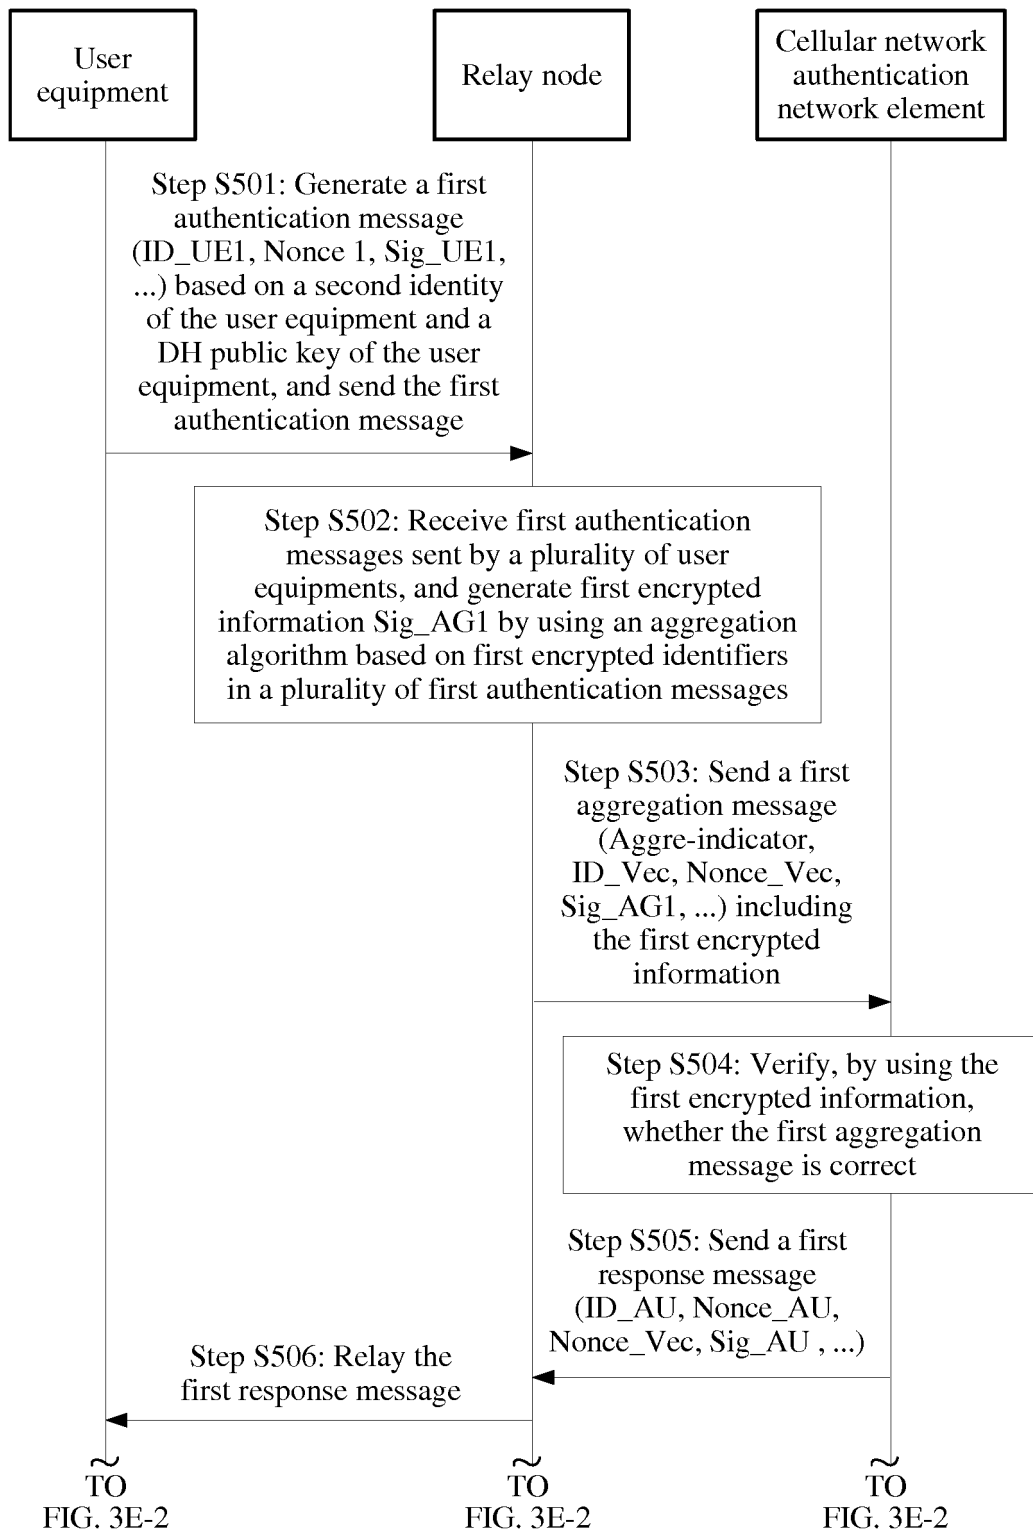 User
equipment
Relay node
Cellular network
authentication
network element
Step S501: Generate a first
authentication message
(ID_UE1, Nonce 1, Sig_UE1,
...) based on a second identity
of the user equipment and a
DH public key of the user
equipment, and send the first
authentication message
Step S502: Receive first authentication
messages sent by a plurality of user
equipments, and generate first encrypted
information Sig_AG1 by using an aggregation
algorithm based on first encrypted identifiers
in a plurality of first authentication messages
Step S503: Send a first
aggregation message
(Aggre-indicator,
ID_Vec, Nonce_Vec,
Sig_AG1, ...) including
the first encrypted
information
Step S504: Verify, by using the
first encrypted information,
whether the first aggregation
message is correct
Step S505: Send a first
response message
(ID_AU, Nonce_AU,
Nonce_Vec, Sig_AU , ...)
Step S506: Relay the
first response message
TO
FIG. 3E-2
TO
FIG. 3E-2
TO
FIG. 3E-2